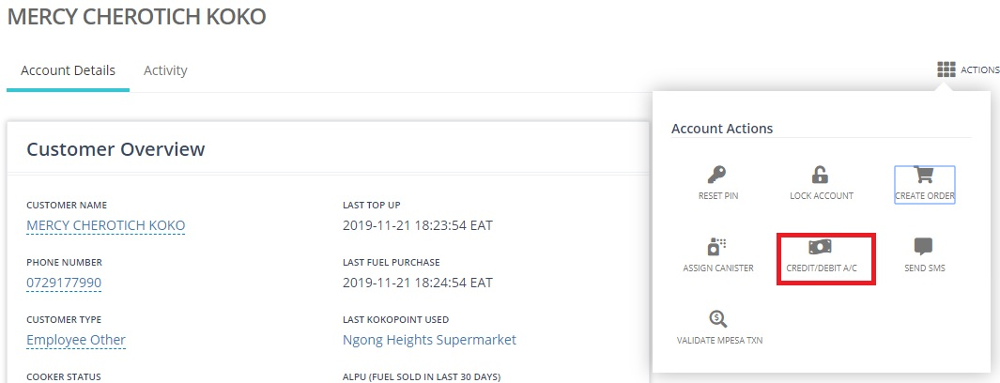 MERCY CHEROTICH KOKO
Account Details Activity
ACTIONS
Customer Overview
CUSTOMER NAME LAST TOP UP
MERCY CHEROTICH KOKO 2019-11-21 18:23:54 EAT
PHONE NUMBER LAST FUEL PURCHASE
0729177990 2019-11-21 18:24:54 EAT
CUSTOMER TYPE LAST KOKOPOINT USED
Employee Other Ngong Heights Supermarket
COOKER STATUS ALPU (FUEL SOLD IN LAST 30 DAYS)
Account Actions
RESET PIN LOCK ACCOUNT CREATE ORDER
ASSIGN CANISTER CREDIT/DEBIT A/C SEND SMS
VALIDATE MPESA TXN